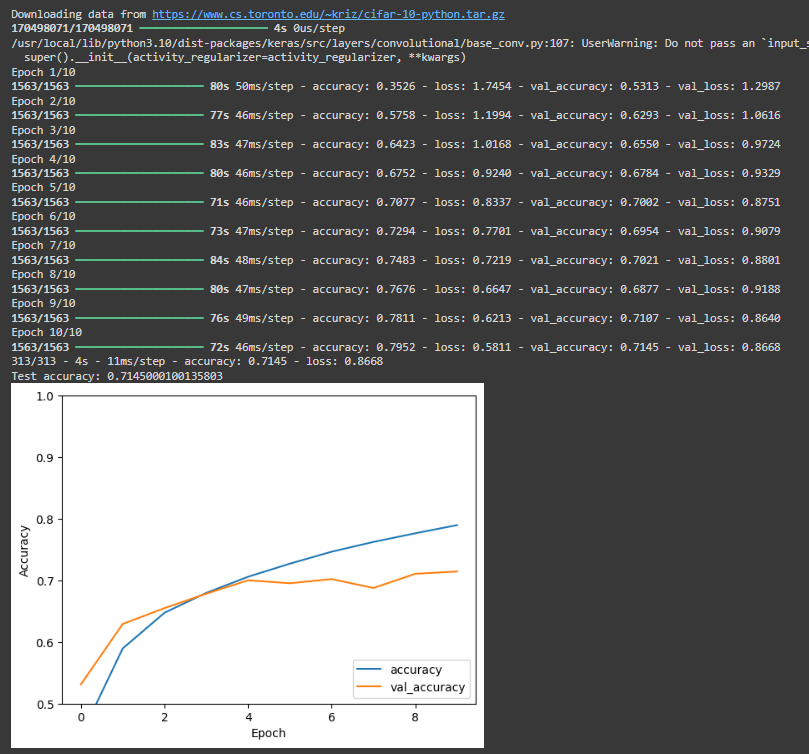 Downloading data from https://www.cs.toronto.edu/~kriz/cifar-10-python.tar.gz
170498071/170498071 ━━━━━━━━━━━━━━━━━━━━ 4s 0us/step
/usr/local/lib/python3.10/dist-packages/keras/src/layers/convolutional/base_conv.py:107: UserWarning: Do not pass an `input_s
super().__init__(activity_regularizer=activity_regularizer, **kwargs)
Epoch 1/10
1563/1563 ━━━━━━━━━━━━━━━━━━━━ 80s 50ms/step - accuracy: 0.3526 - loss: 1.7454 - val_accuracy: 0.5313 - val_loss: 1.2987
Epoch 2/10
1563/1563 ━━━━━━━━━━━━━━━━━━━━ 77s 46ms/step - accuracy: 0.5758 - loss: 1.1994 - val_accuracy: 0.6293 - val_loss: 1.0616
Epoch 3/10
1563/1563 ━━━━━━━━━━━━━━━━━━━━ 83s 47ms/step - accuracy: 0.6423 - loss: 1.0168 - val_accuracy: 0.6550 - val_loss: 0.9724
Epoch 4/10
1563/1563 ━━━━━━━━━━━━━━━━━━━━ 80s 46ms/step - accuracy: 0.6752 - loss: 0.9240 - val_accuracy: 0.6784 - val_loss: 0.9329
Epoch 5/10
1563/1563 ━━━━━━━━━━━━━━━━━━━━ 71s 46ms/step - accuracy: 0.7077 - loss: 0.8337 - val_accuracy: 0.7002 - val_loss: 0.8751
Epoch 6/10
1563/1563 ━━━━━━━━━━━━━━━━━━━━ 73s 47ms/step - accuracy: 0.7294 - loss: 0.7701 - val_accuracy: 0.6954 - val_loss: 0.9079
Epoch 7/10
1563/1563 ━━━━━━━━━━━━━━━━━━━━ 84s 48ms/step - accuracy: 0.7483 - loss: 0.7219 - val_accuracy: 0.7021 - val_loss: 0.8801
Epoch 8/10
1563/1563 ━━━━━━━━━━━━━━━━━━━━ 80s 47ms/step - accuracy: 0.7676 - loss: 0.6647 - val_accuracy: 0.6877 - val_loss: 0.9188
Epoch 9/10
1563/1563 ━━━━━━━━━━━━━━━━━━━━ 76s 49ms/step - accuracy: 0.7811 - loss: 0.6213 - val_accuracy: 0.7107 - val_loss: 0.8640
Epoch 10/10
1563/1563 ━━━━━━━━━━━━━━━━━━━━ 72s 46ms/step - accuracy: 0.7952 - loss: 0.5811 - val_accuracy: 0.7145 - val_loss: 0.8668
313/313 - 4s - 11ms/step - accuracy: 0.7145 - loss: 0.8668
Test accuracy: 0.7145000100135803
1.0
0.9
0.8
0.7
0.6
0.5
Accuracy
accuracy
val_accuracy
0 2 4 6 8
Epoch